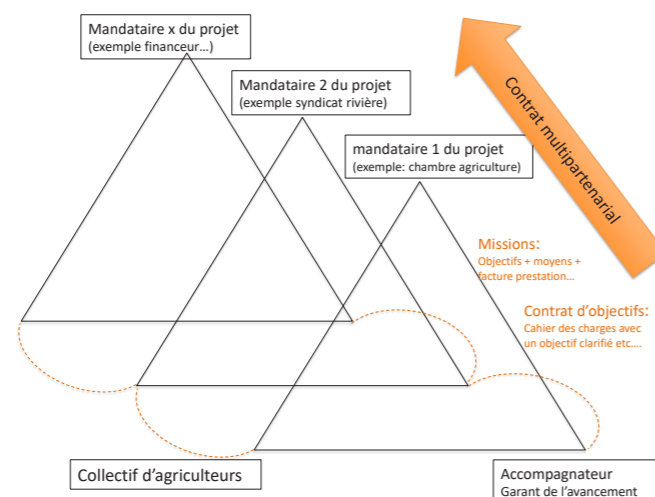 Mandataire x du projet
(exemple financeur…)
Mandataire 2 du projet
(exemple syndicat rivière)
mandataire 1 du projet
(exemple: chambre agriculture)
Contrat multipartenarial
Missions:
Objectifs + moyens +
facture prestation…
Contrat d’objectifs:
Cahier des charges avec
un objectif clarifié etc….
Collectif d’agriculteurs
Accompagnateur
Garant de l’avancement